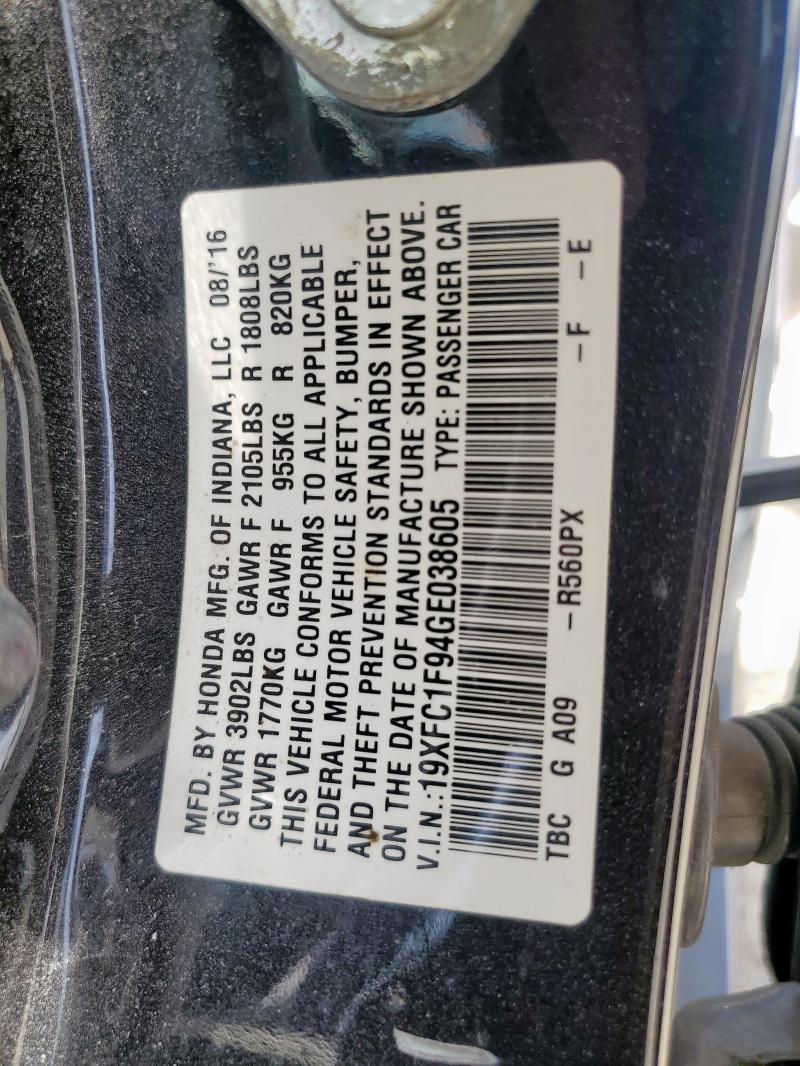 MFD. BY HONDA MFG. OF INDIANA, LLC 08/'16
GVWR 3902LBS GAWR F 2105LBS R 1808LBS
GVWR 1770KG GAWR F 955KG R 820KG
THIS VEHICLE CONFORMS TO ALL APPLICABLE
FEDERAL MOTOR VEHICLE SAFETY, BUMPER,
AND THEFT PREVENTION STANDARDS IN EFFECT
ON THE DATE OF MANUFACTURE SHOWN ABOVE.
V.I.N.:19XFC1F94GE038605 TYPE: PASSENGER CAR
TBC G A09 -R560PX -F -E